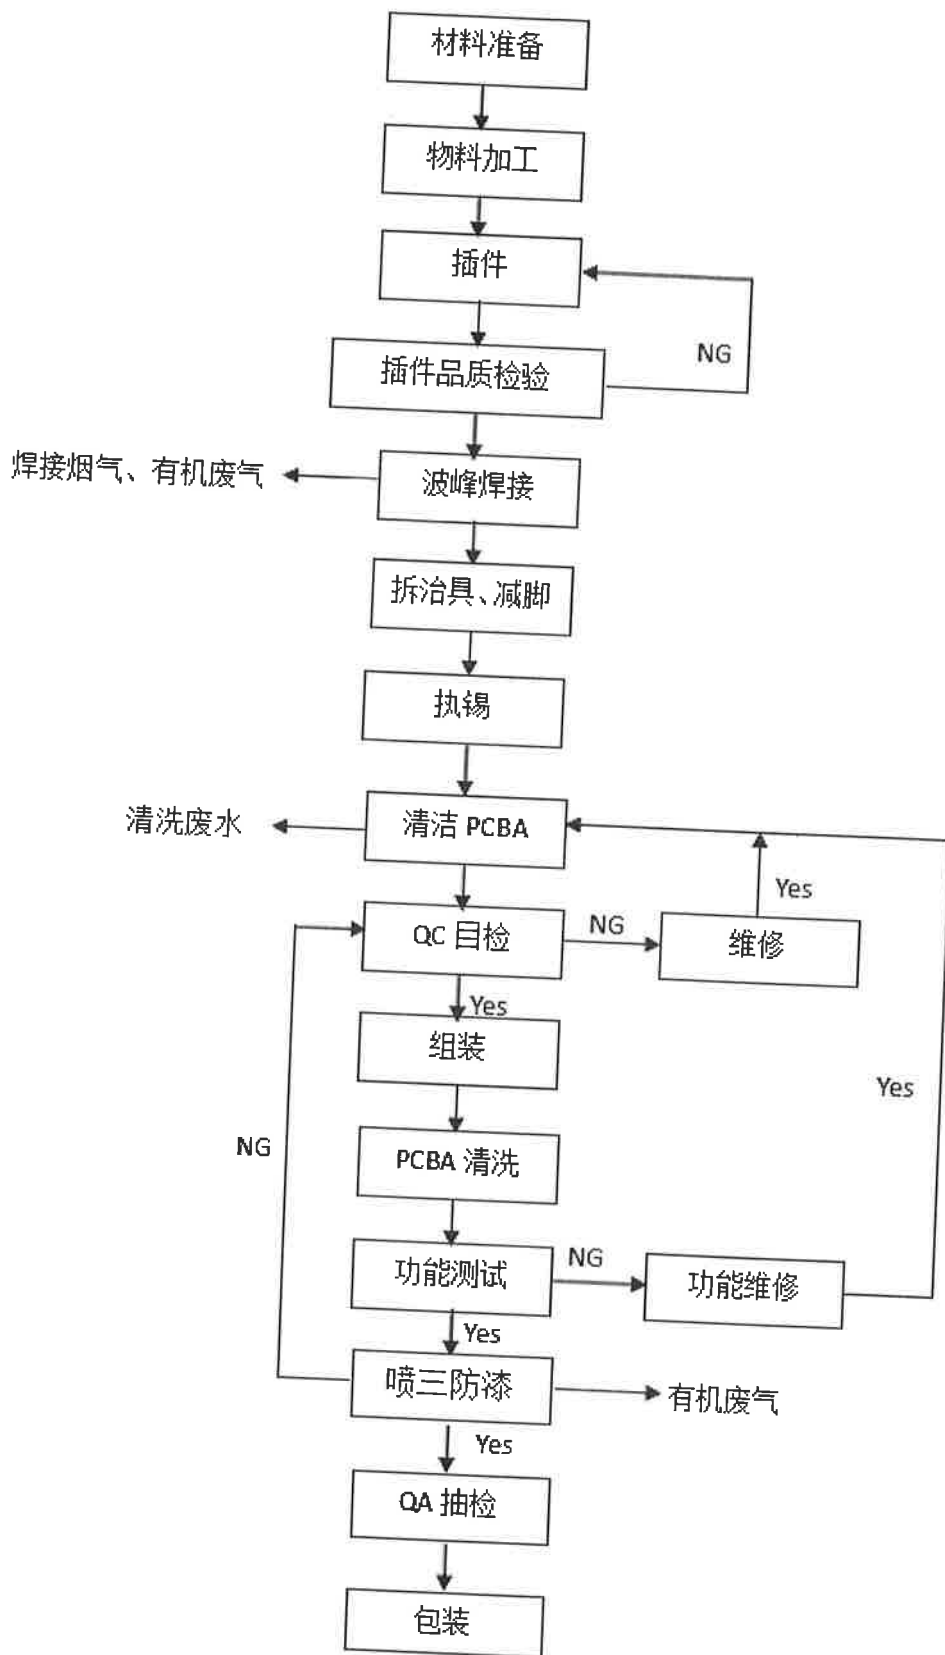 材料准备
物料加工
插件
NG
插件品质检验
焊接烟气、有机废气
波峰焊接
拆治具、减脚
执锡
清洗废水
清洁 PCBA
Yes
QC 目检
NG
维修
Yes
组装
Yes
NG
PCBA 清洗
功能测试
NG
功能维修
Yes
喷三防漆
有机废气
Yes
QA 抽检
包装